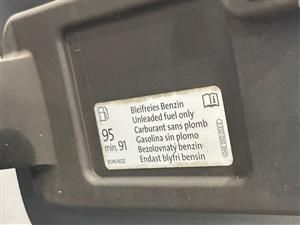 Bleifreies Benzin
Unleaded fuel only
Carburant sans plomb
Gasolina sin plomo
Bezolovnatý benzin
Endast blyfri bensin
95
min. 91
RON/ROZ